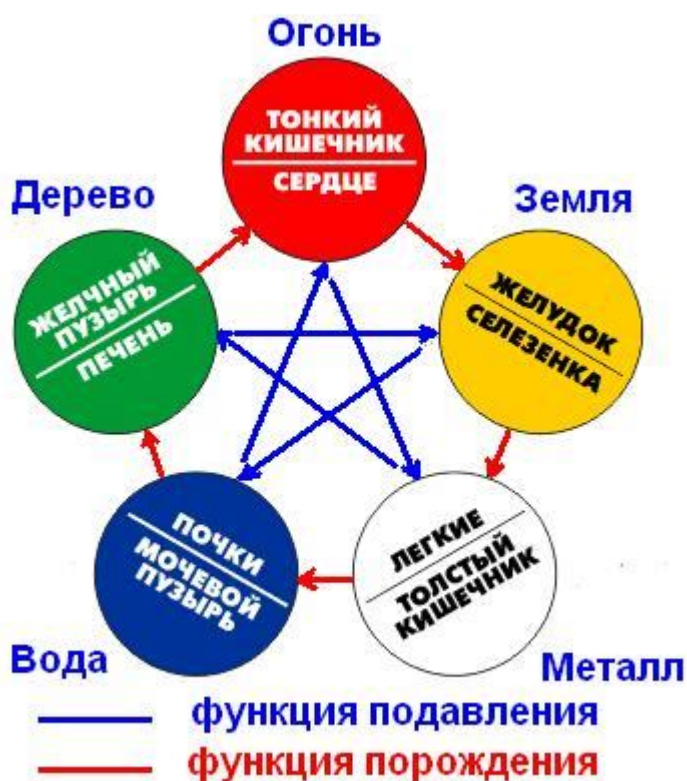 Огонь
ТОНКИЙ
КИШЕЧНИК
СЕРДЦЕ
Дерево
Земля
ЖЕЛЧНЫЙ
ПУЗЫРЬ
ПЕЧЕНЬ
ЖЕЛУДОК
СЕЛЕЗЕНКА
ПОЧКИ
МОЧЕВОЙ
ПУЗЫРЬ
ЛЕГКИЕ
ТОЛСТЫЙ
КИШЕЧНИК
Вода
Металл
функция подавления
функция порождения